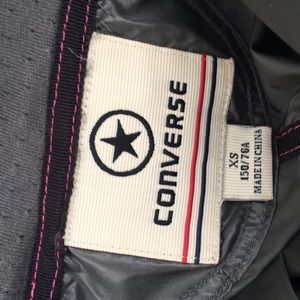 CONVERSE
XS
150/76A
MADE IN CHINA